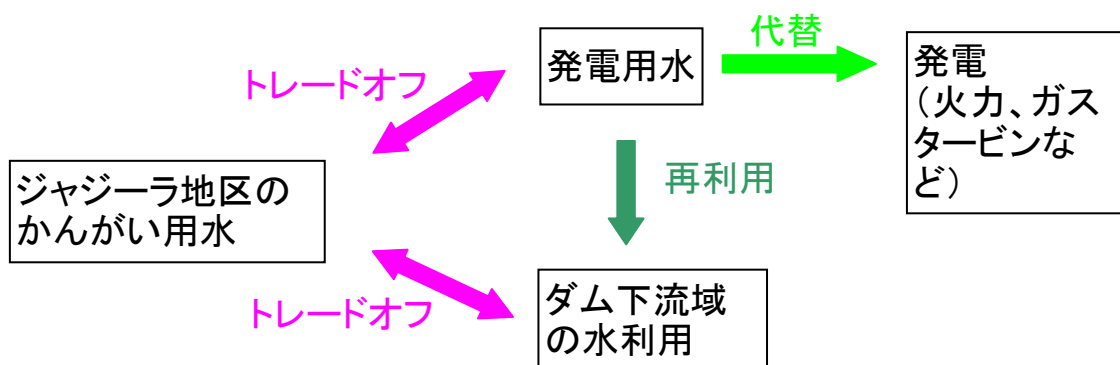 代替
発電用水
発電
（火力、ガス
タービンな
ど）
トレードオフ
再利用
ジャジーラ地区の
かんがい用水
トレードオフ
ダム下流域
の水利用